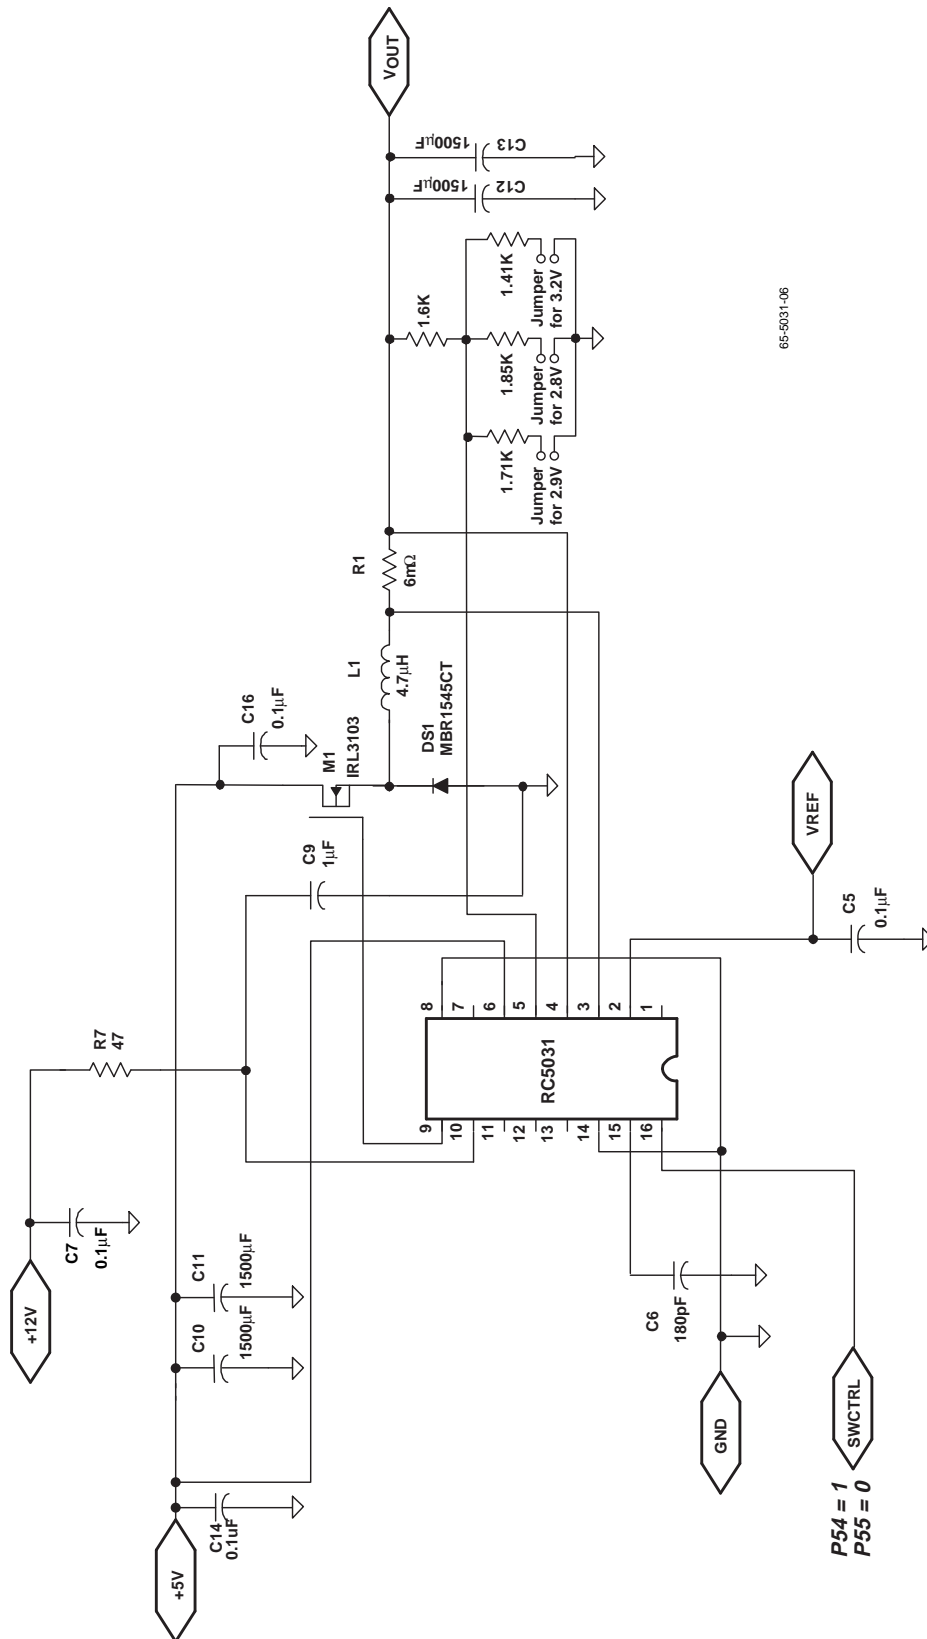 +12V
C7
0.1µF
R7
47
+5V
C14
0.1uF
C10
1500µF
C11
1500µF
C9
1µF
C16
0.1µF
M1
IRL3103
DS1
MBR1545CT
L1
4.7µH
R1
6mΩ
1.6K
1.71K
Jumper
for 2.9V
1.85K
Jumper
for 2.8V
1.41K
Jumper
for 3.2V
1500µF
C12
1500µF
C13
VOUT
9
10
11
12
13
14
15
16
RC5031
8
7
6
5
4
3
2
1
VREF
C5
0.1µF
C6
180pF
GND
SWCTRL
P54 = 1
P55 = 0
65-5031-06